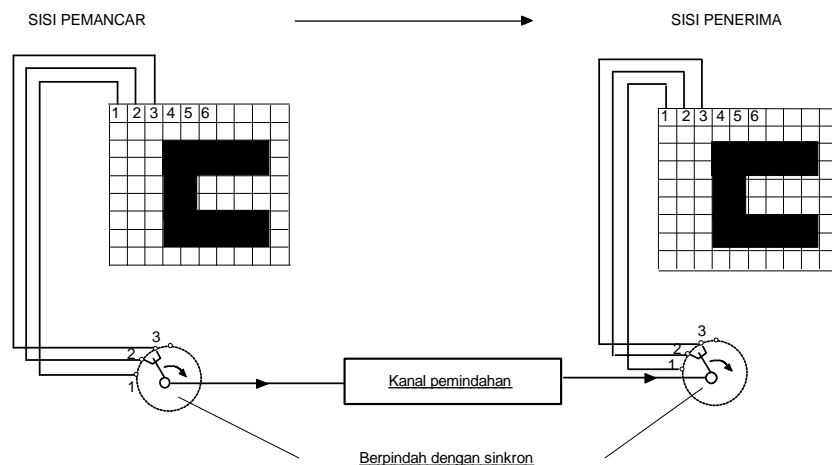 SISI PEMANCAR
SISI PENERIMA
1 2 3 4 5 6
1 2 3 4 5 6
3
2
1
3
2
1
Kanal pemindahan
Berpindah dengan sinkron